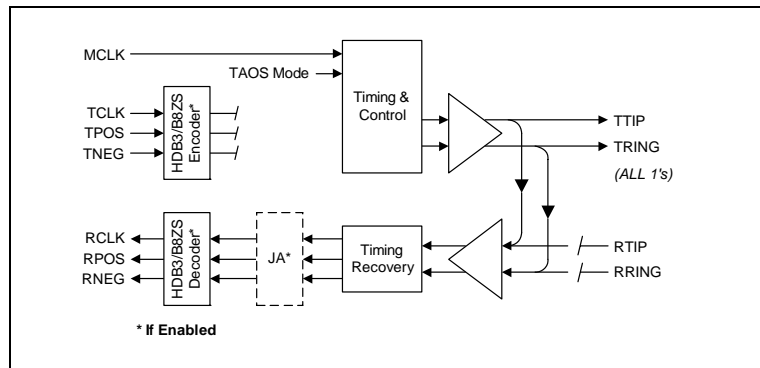 MCLK
TAOS Mode
Timing &
Control
TCLK
TPOS
TNEG
HDB3/B8ZS
Encoder*
TTIP
TRING
(ALL 1's)
RCLK
RPOS
RNEG
HDB3/B8ZS
Decoder*
JA*
Timing
Recovery
RTIP
RRING
* If Enabled